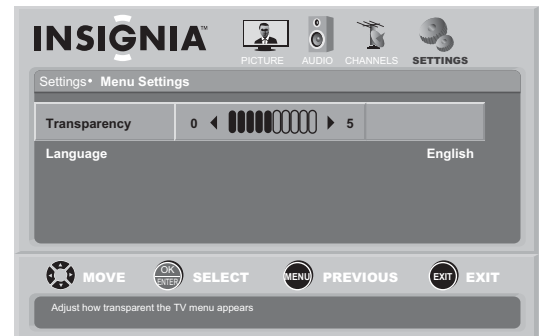 INSIGNIA™
PICTURE AUDIO CHANNELS SETTINGS
Settings• Menu Settings
Transparency 0 5
Language English
MOVE OK ENTER SELECT MENU PREVIOUS EXIT EXIT
Adjust how transparent the TV menu appears